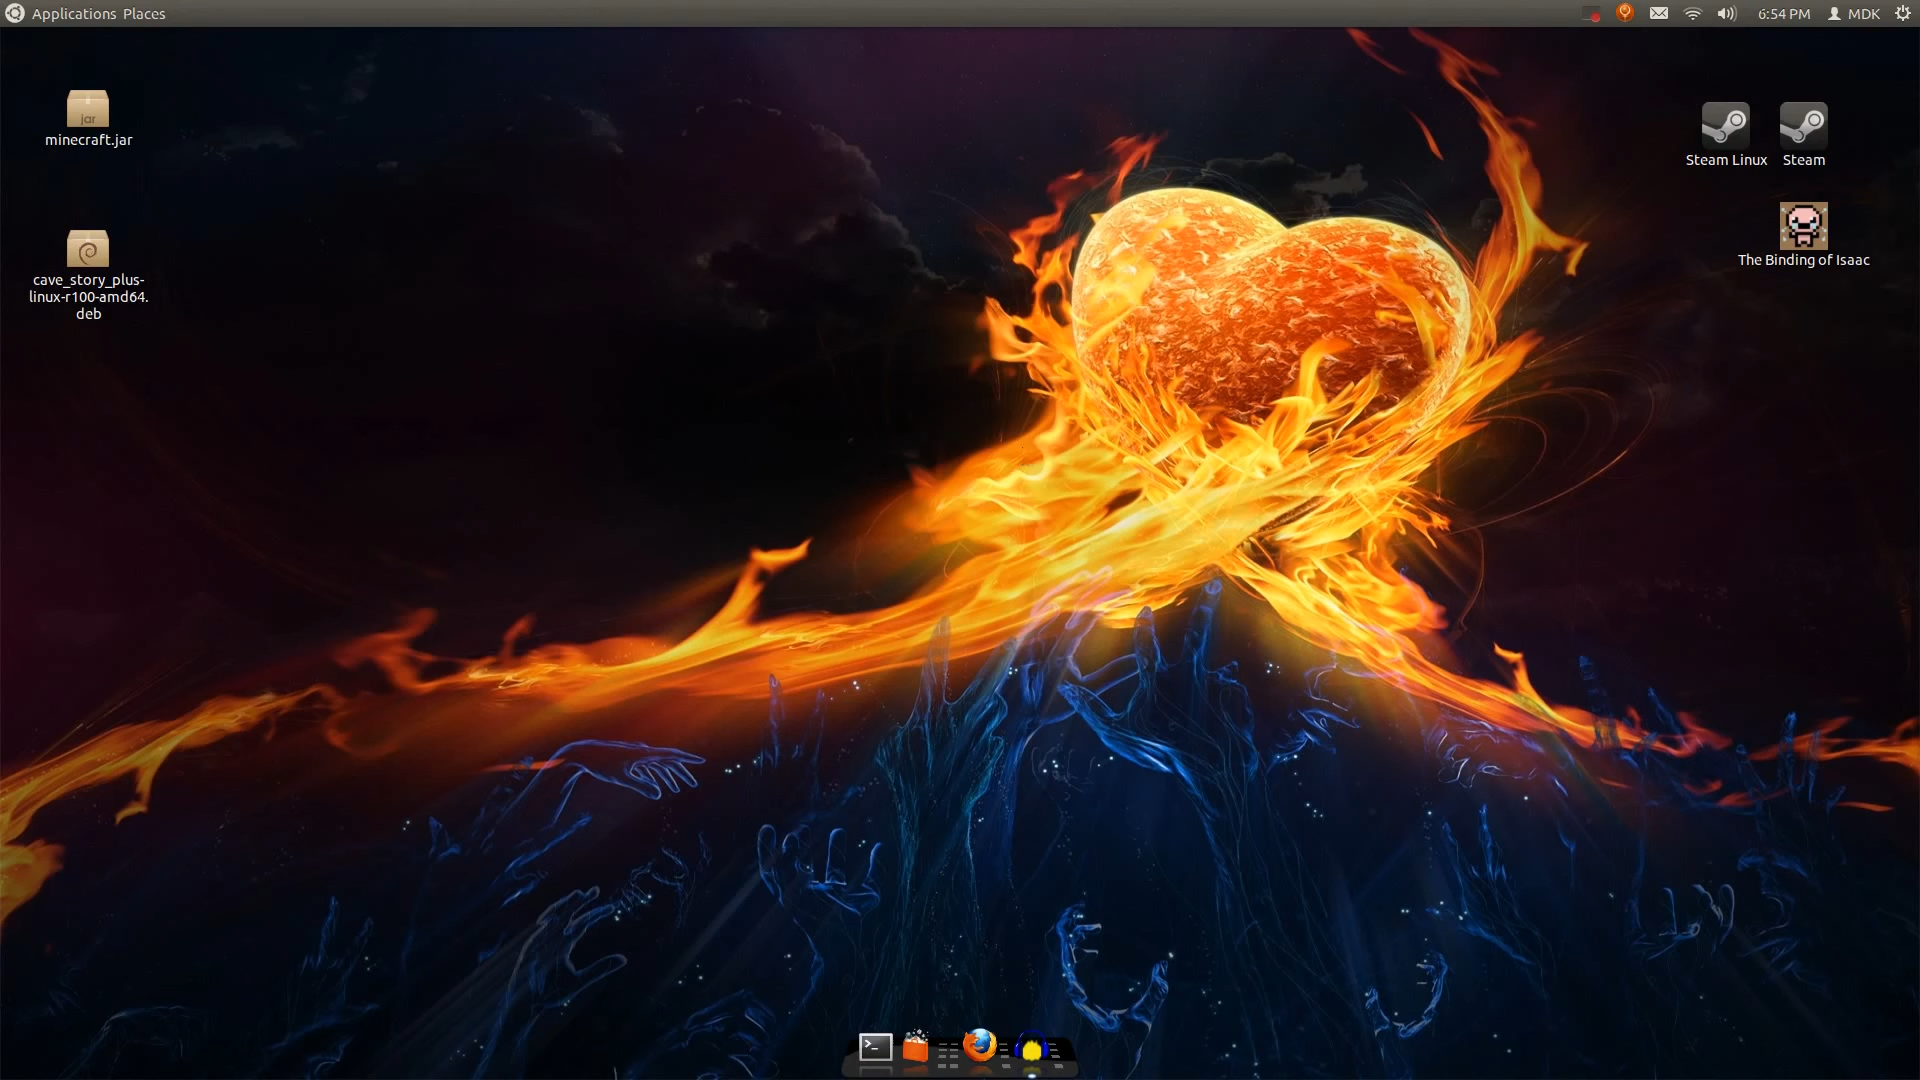 Applications Places
6:54 PM MDK
minecraft.jar
jar
cave_story_plus-
linux-r100-amd64.
deb
Steam Linux
Steam
The Binding of Isaac